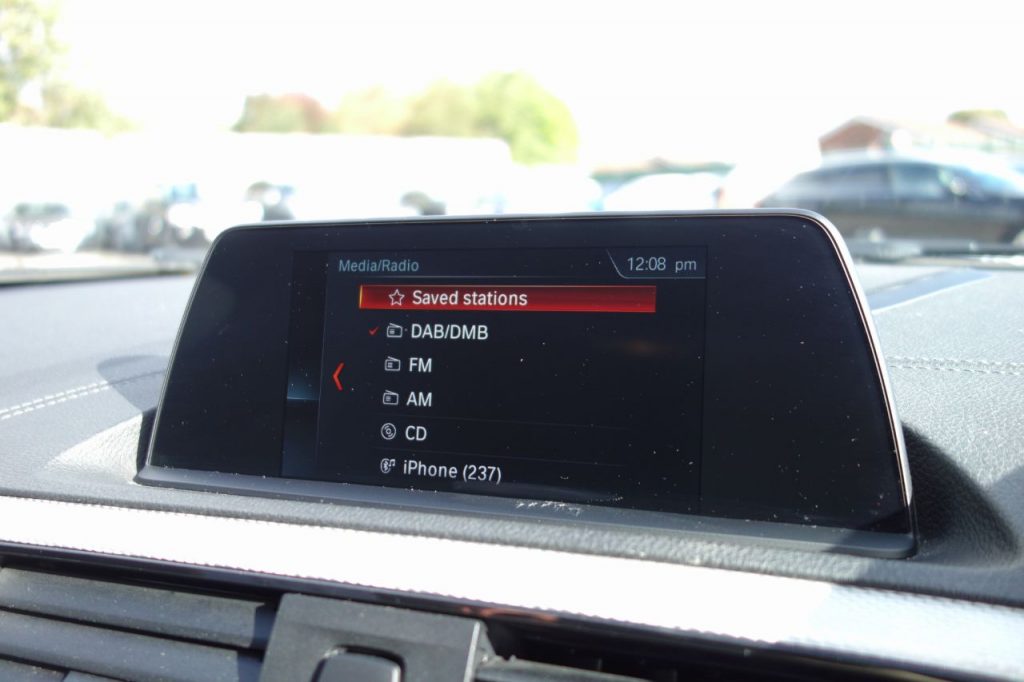 Media/Radio 12:08 pm
Saved stations
DAB/DMB
FM
AM
CD
iPhone (237)